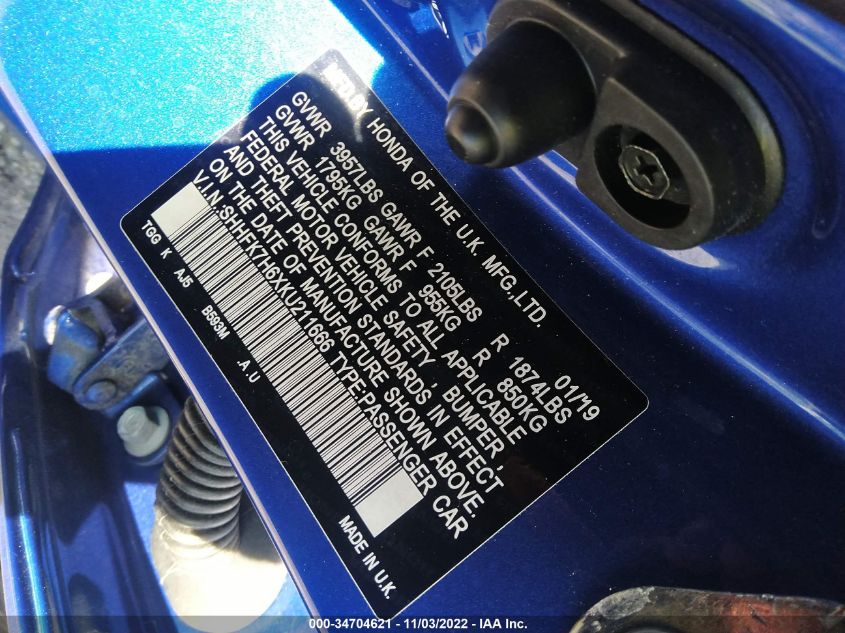 MFD.BY HONDA OF THE U.K. MFG.,LTD.
01/19
GVWR 3957LBS GAWR F 2105LBS R 1874LBS
GVWR 1795KG GAWR F 955KG R 850KG
THIS VEHICLE CONFORMS TO ALL APPLICABLE
FEDERAL MOTOR VEHICLE SAFETY, BUMPER,
AND THEFT PREVENTION STANDARDS IN EFFECT
ON THE DATE OF MANUFACTURE SHOWN ABOVE.
V.I.N.SHHFK7H6XKU211666 TYPE:PASSENGER CAR
TGG K AJ5 B593M .A.U
MADE IN U.K.
000-34704621 - 11/03/2022 - IAA Inc.